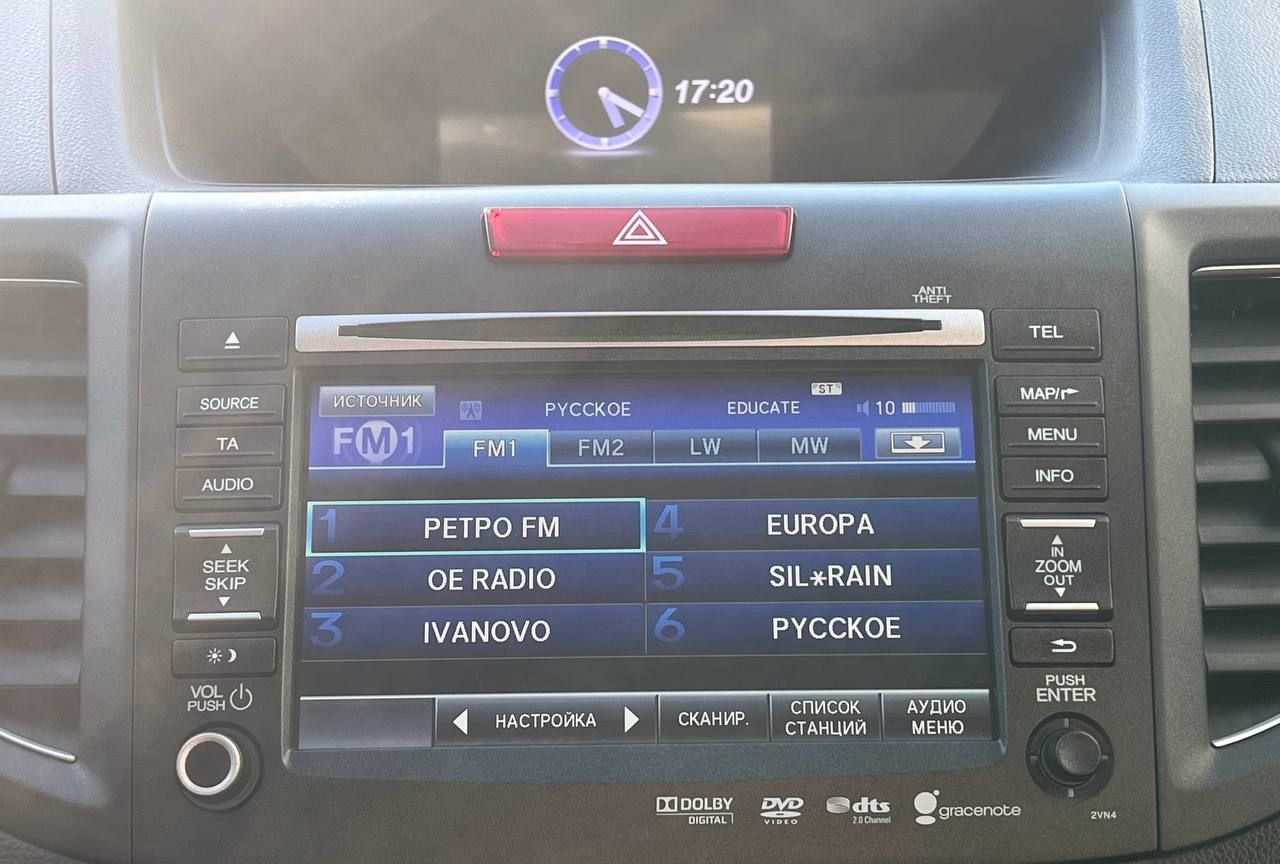 17:20
ANTI
THEFT
TEL
SOURCE
TA
AUDIO
SEEK
SKIP
VOL
PUSH
ИСТОЧНИК
РУССКОЕ
EDUCATE
ST
10
FM1
FM1
FM2
LW
MW
1 РЕТРО FM
4 EUROPA
2 OE RADIO
5 SIL*RAIN
3 IVANOVO
6 РУССКОЕ
НАСТРОЙКА
СКАНИР.
СПИСОК
СТАНЦИЙ
АУДИО
МЕНЮ
MAP/
MENU
INFO
IN
ZOOM
OUT
PUSH
ENTER
DOLBY
DIGITAL
DVD
VIDEO
dts
2.0 Channel
gracenote
2VN4